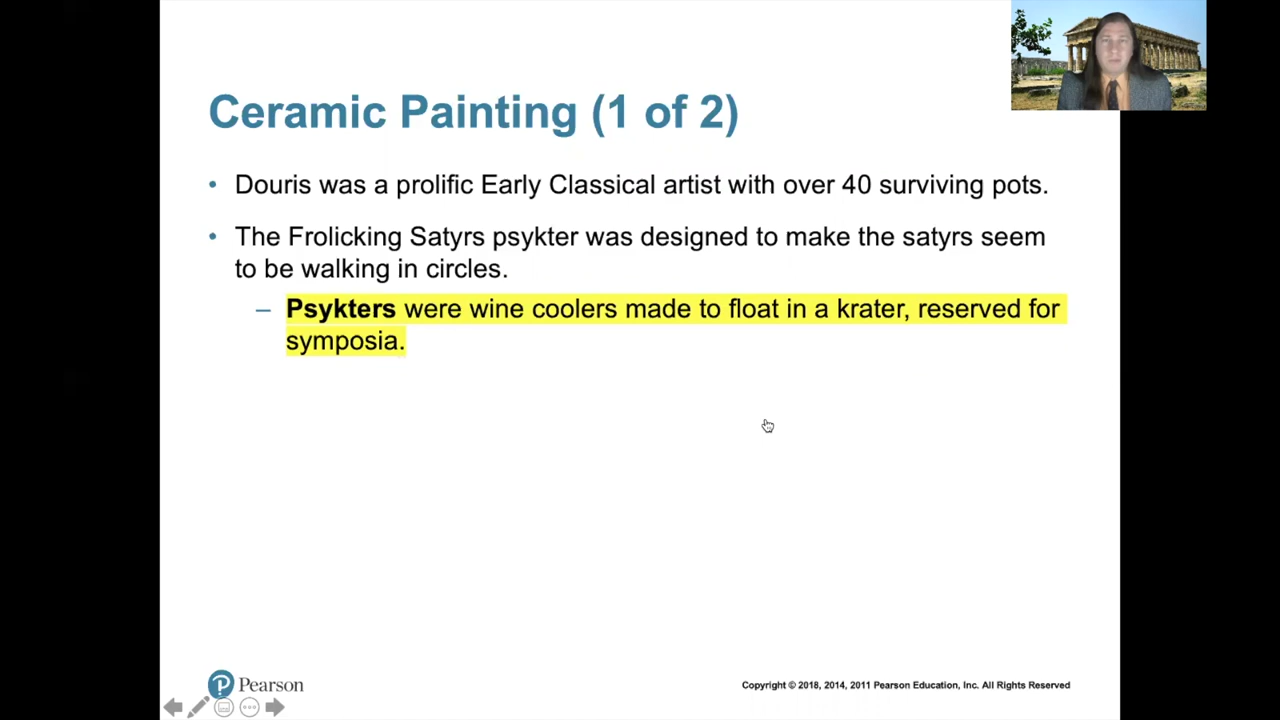 Ceramic Painting (1 of 2)
• Douris was a prolific Early Classical artist with over 40 surviving pots.
• The Frolicking Satyrs psykter was designed to make the satyrs seem
to be walking in circles.
– Psykters were wine coolers made to float in a krater, reserved for
symposia.
Pearson
Copyright © 2018, 2014, 2011 Pearson Education, Inc. All Rights Reserved